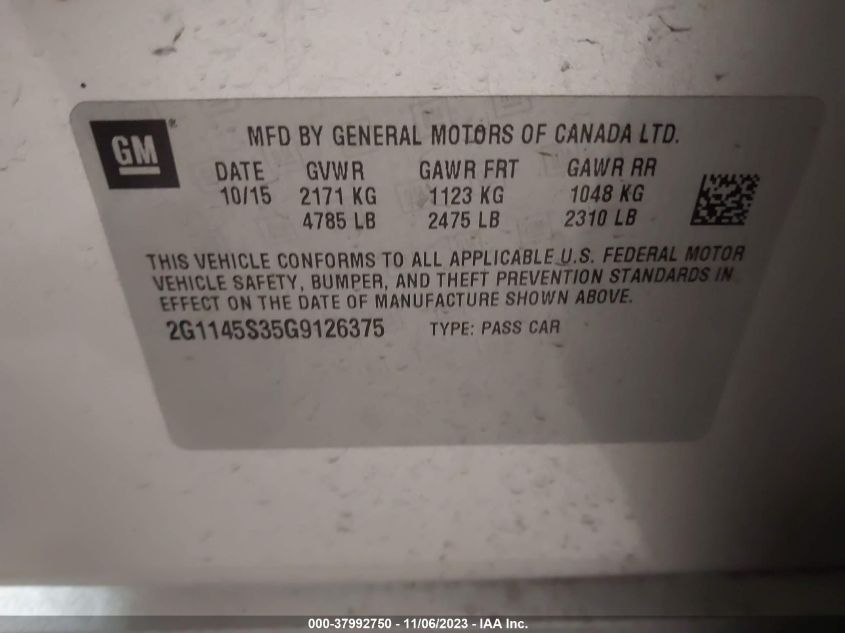 GM®
MFD BY GENERAL MOTORS OF CANADA LTD.
DATE GVWR GAWR FRT GAWR RR
10/15 2171 KG 1123 KG 1048 KG
4785 LB 2475 LB 2310 LB
THIS VEHICLE CONFORMS TO ALL APPLICABLE U.S. FEDERAL MOTOR
VEHICLE SAFETY, BUMPER, AND THEFT PREVENTION STANDARDS IN
EFFECT ON THE DATE OF MANUFACTURE SHOWN ABOVE.
2G1145S35G9126375 TYPE: PASS CAR
000-37992750 - 11/06/2023 - IAA Inc.